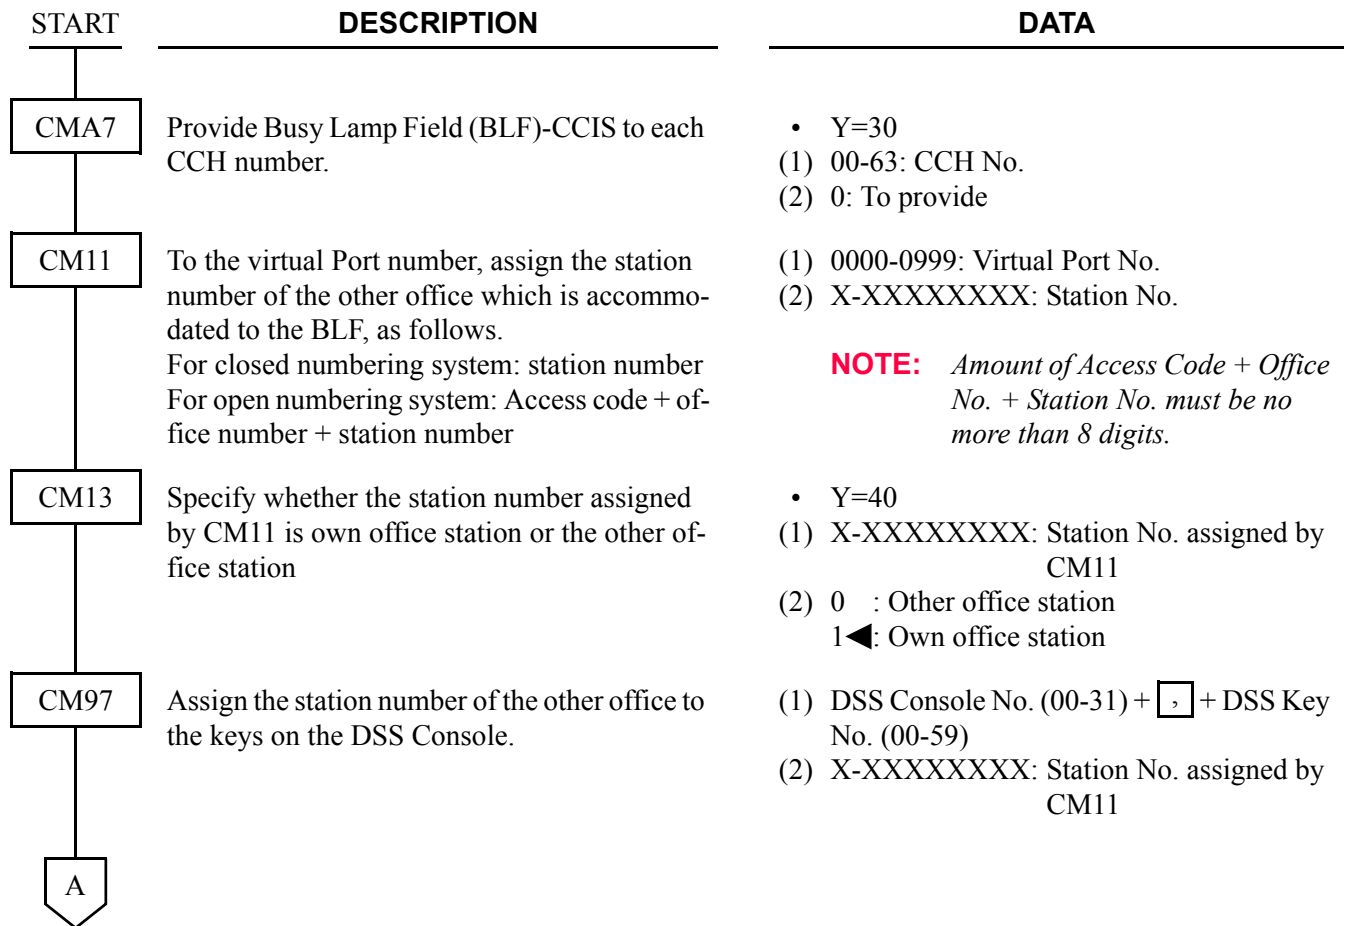 START DESCRIPTION DATA
CMA7 Provide Busy Lamp Field (BLF)-CCIS to each
CCH number.
• Y=30
(1) 00-63: CCH No.
(2) 0: To provide
CM11 To the virtual Port number, assign the station
number of the other office which is accommo-
dated to the BLF, as follows.
For closed numbering system: station number
For open numbering system: Access code + of-
fice number + station number
(1) 0000-0999: Virtual Port No.
(2) X-XXXXXXXX: Station No.
NOTE: Amount of Access Code + Office
No. + Station No. must be no
more than 8 digits.
CM13 Specify whether the station number assigned
by CM11 is own office station or the other of-
fice station
• Y=40
(1) X-XXXXXXXX: Station No. assigned by
CM11
(2) 0 : Other office station
1◀: Own office station
CM97 Assign the station number of the other office to
the keys on the DSS Console.
(1) DSS Console No. (00-31) + , + DSS Key
No. (00-59)
(2) X-XXXXXXXX: Station No. assigned by
CM11
A